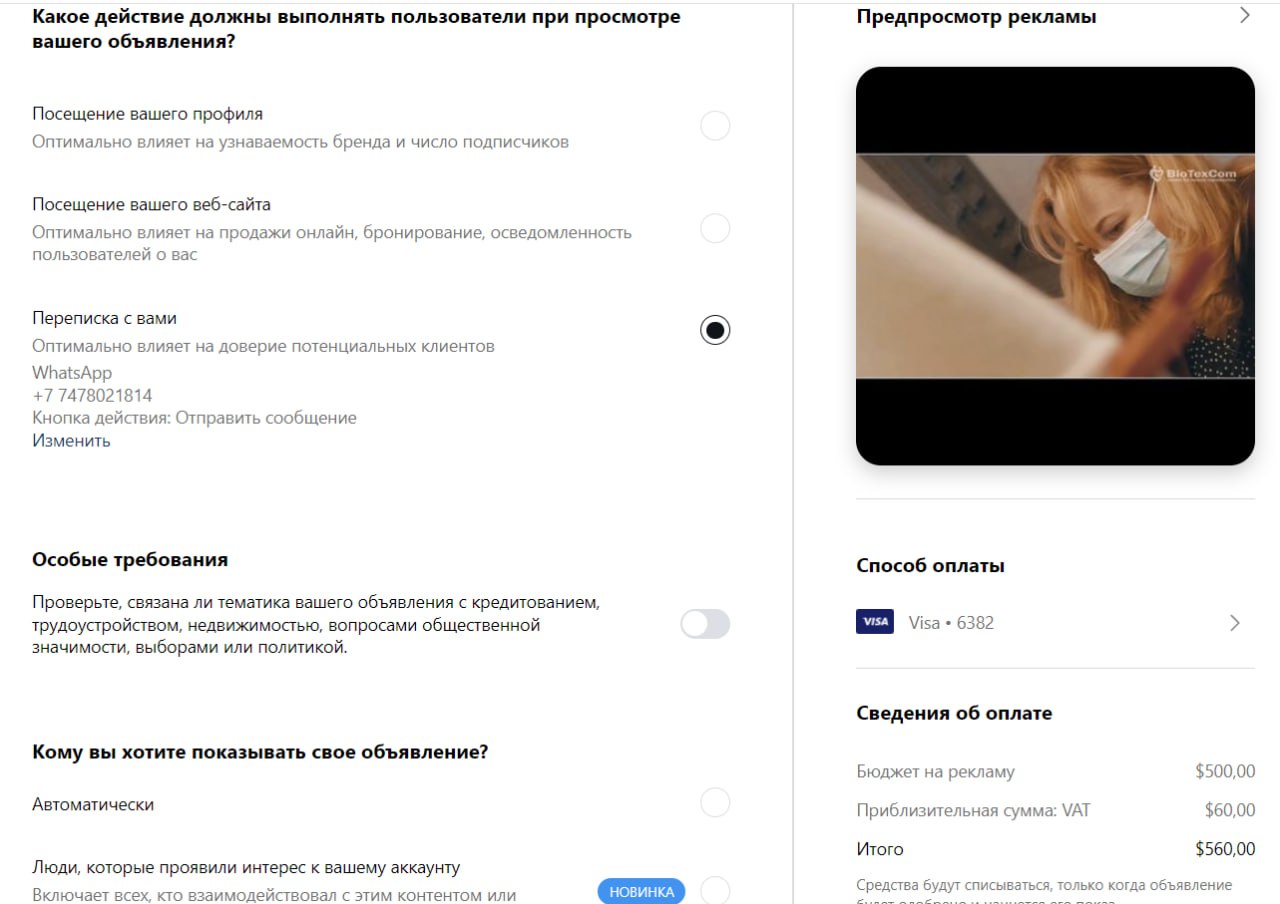 Какое действие должны выполнять пользователи при просмотре
вашего объявления?
Посещение вашего профиля
Оптимально влияет на узнаваемость бренда и число подписчиков
Посещение вашего веб-сайта
Оптимально влияет на продажи онлайн, бронирование, осведомленность
пользователей о вас
Переписка с вами
Оптимально влияет на доверие потенциальных клиентов
WhatsApp
+7 7478021814
Кнопка действия: Отправить сообщение
Изменить
Особые требования
Проверьте, связана ли тематика вашего объявления с кредитованием,
трудоустройством, недвижимостью, вопросами общественной
значимости, выборами или политикой.
Кому вы хотите показывать свое объявление?
Автоматически
Люди, которые проявили интерес к вашему аккаунту
Включает всех, кто взаимодействовал с этим контентом или
НОВИНКА
Предпросмотр рекламы
BioTexCom
Способ оплаты
VISA Visa • 6382
Сведения об оплате
Бюджет на рекламу $500,00
Приблизительная сумма: VAT $60,00
Итого $560,00
Средства будут списываться, только когда объявление
будет одобрено и начнется его показ.